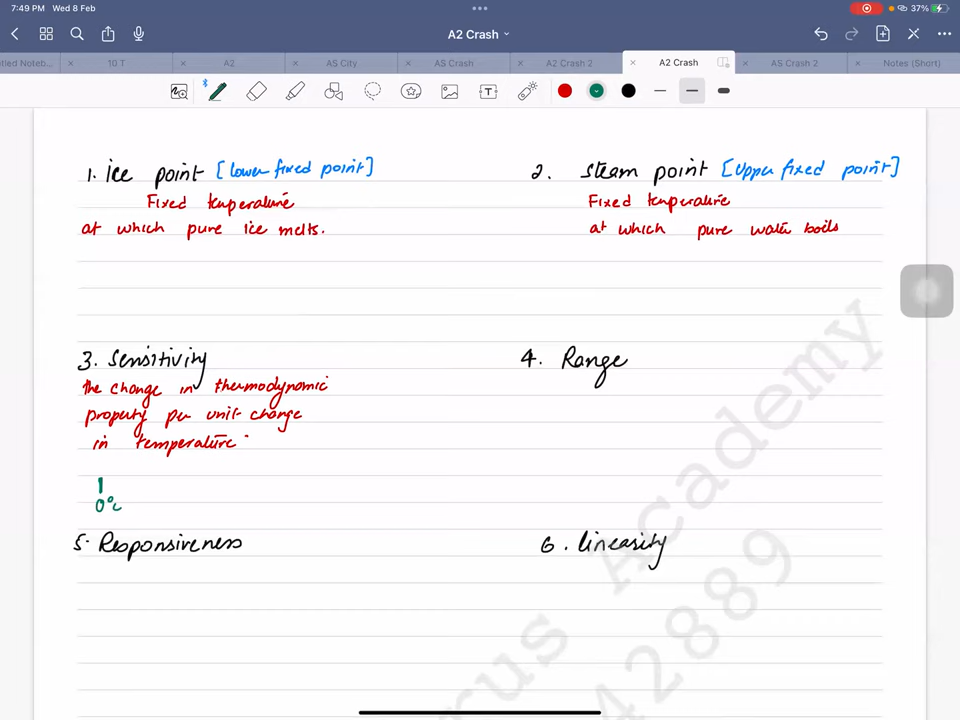 7:49 PM Wed 8 Feb
37%
A2 Crash
10 T
A2
AS City
AS Crash
A2 Crash 2
A2 Crash
AS Crash 2
Notes (Short)
1. Ice point [lower fixed point]
Fixed temperature
at which pure ice melts.
2. Steam point [Upper fixed point]
Fixed temperature
at which pure water boils
3. Sensitivity
the change in thermodynamic
property per unit change
in temperature
0°C
4. Range
5. Responsiveness
6. linearity
Academy
42889